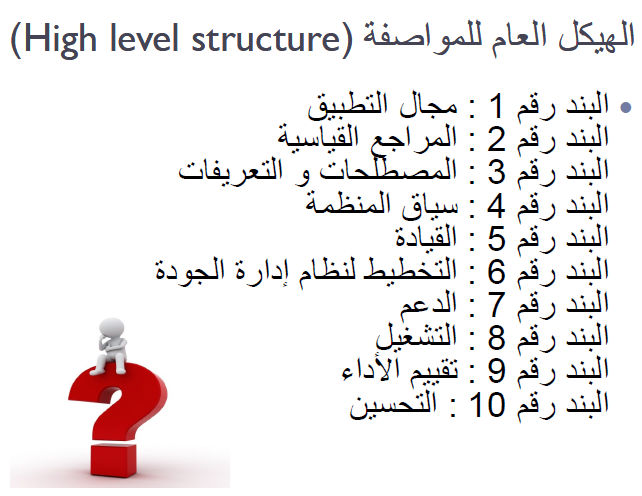 الهيكل العام للمواصفة (High level structure)
• البند رقم 1 : مجال التطبيق
البند رقم 2 : المراجع القياسية
البند رقم 3 : المصطلحات و التعريفات
البند رقم 4 : سياق المنظمة
البند رقم 5 : القيادة
البند رقم 6 : التخطيط لنظام إدارة الجودة
البند رقم 7 : الدعم
البند رقم 8 : التشغيل
البند رقم 9 : تقييم الأداء
البند رقم 10 : التحسين